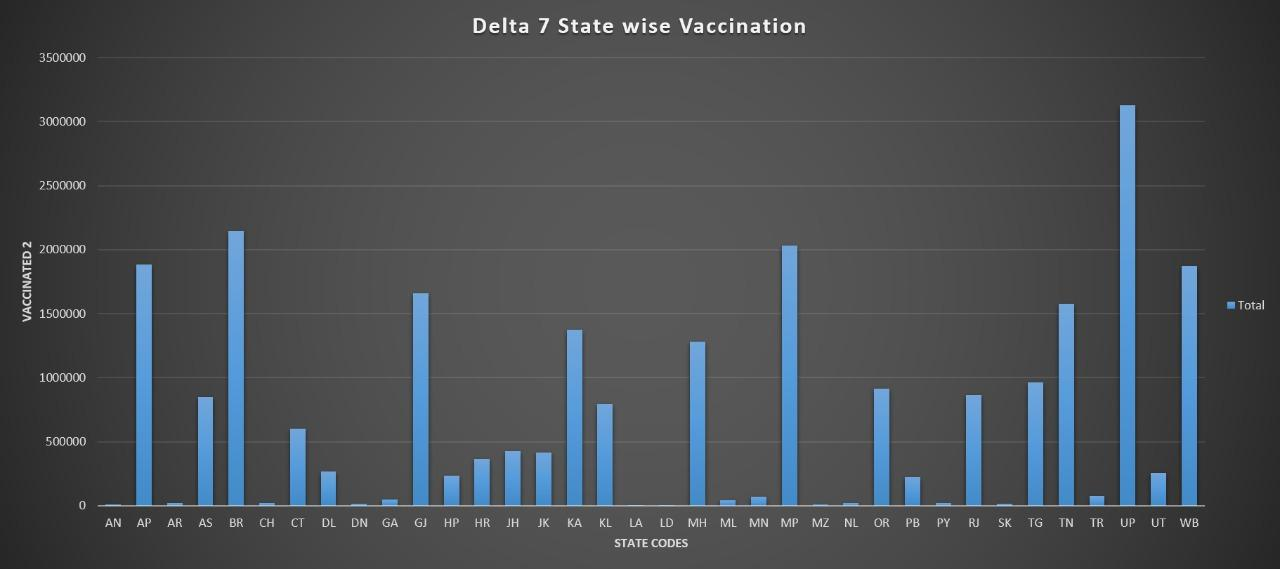 Delta 7 State wise Vaccination
3500000
3000000
2500000
2000000
1500000
1000000
500000
0
VACCINATED 2
AN AP AR AS BR CH CT DL DN GA GJ HP HR JH JK KA KL LA LD MH ML MN MP MZ NL OR PB PY RJ SK TG TN TR UP UT WB
STATE CODES
Total